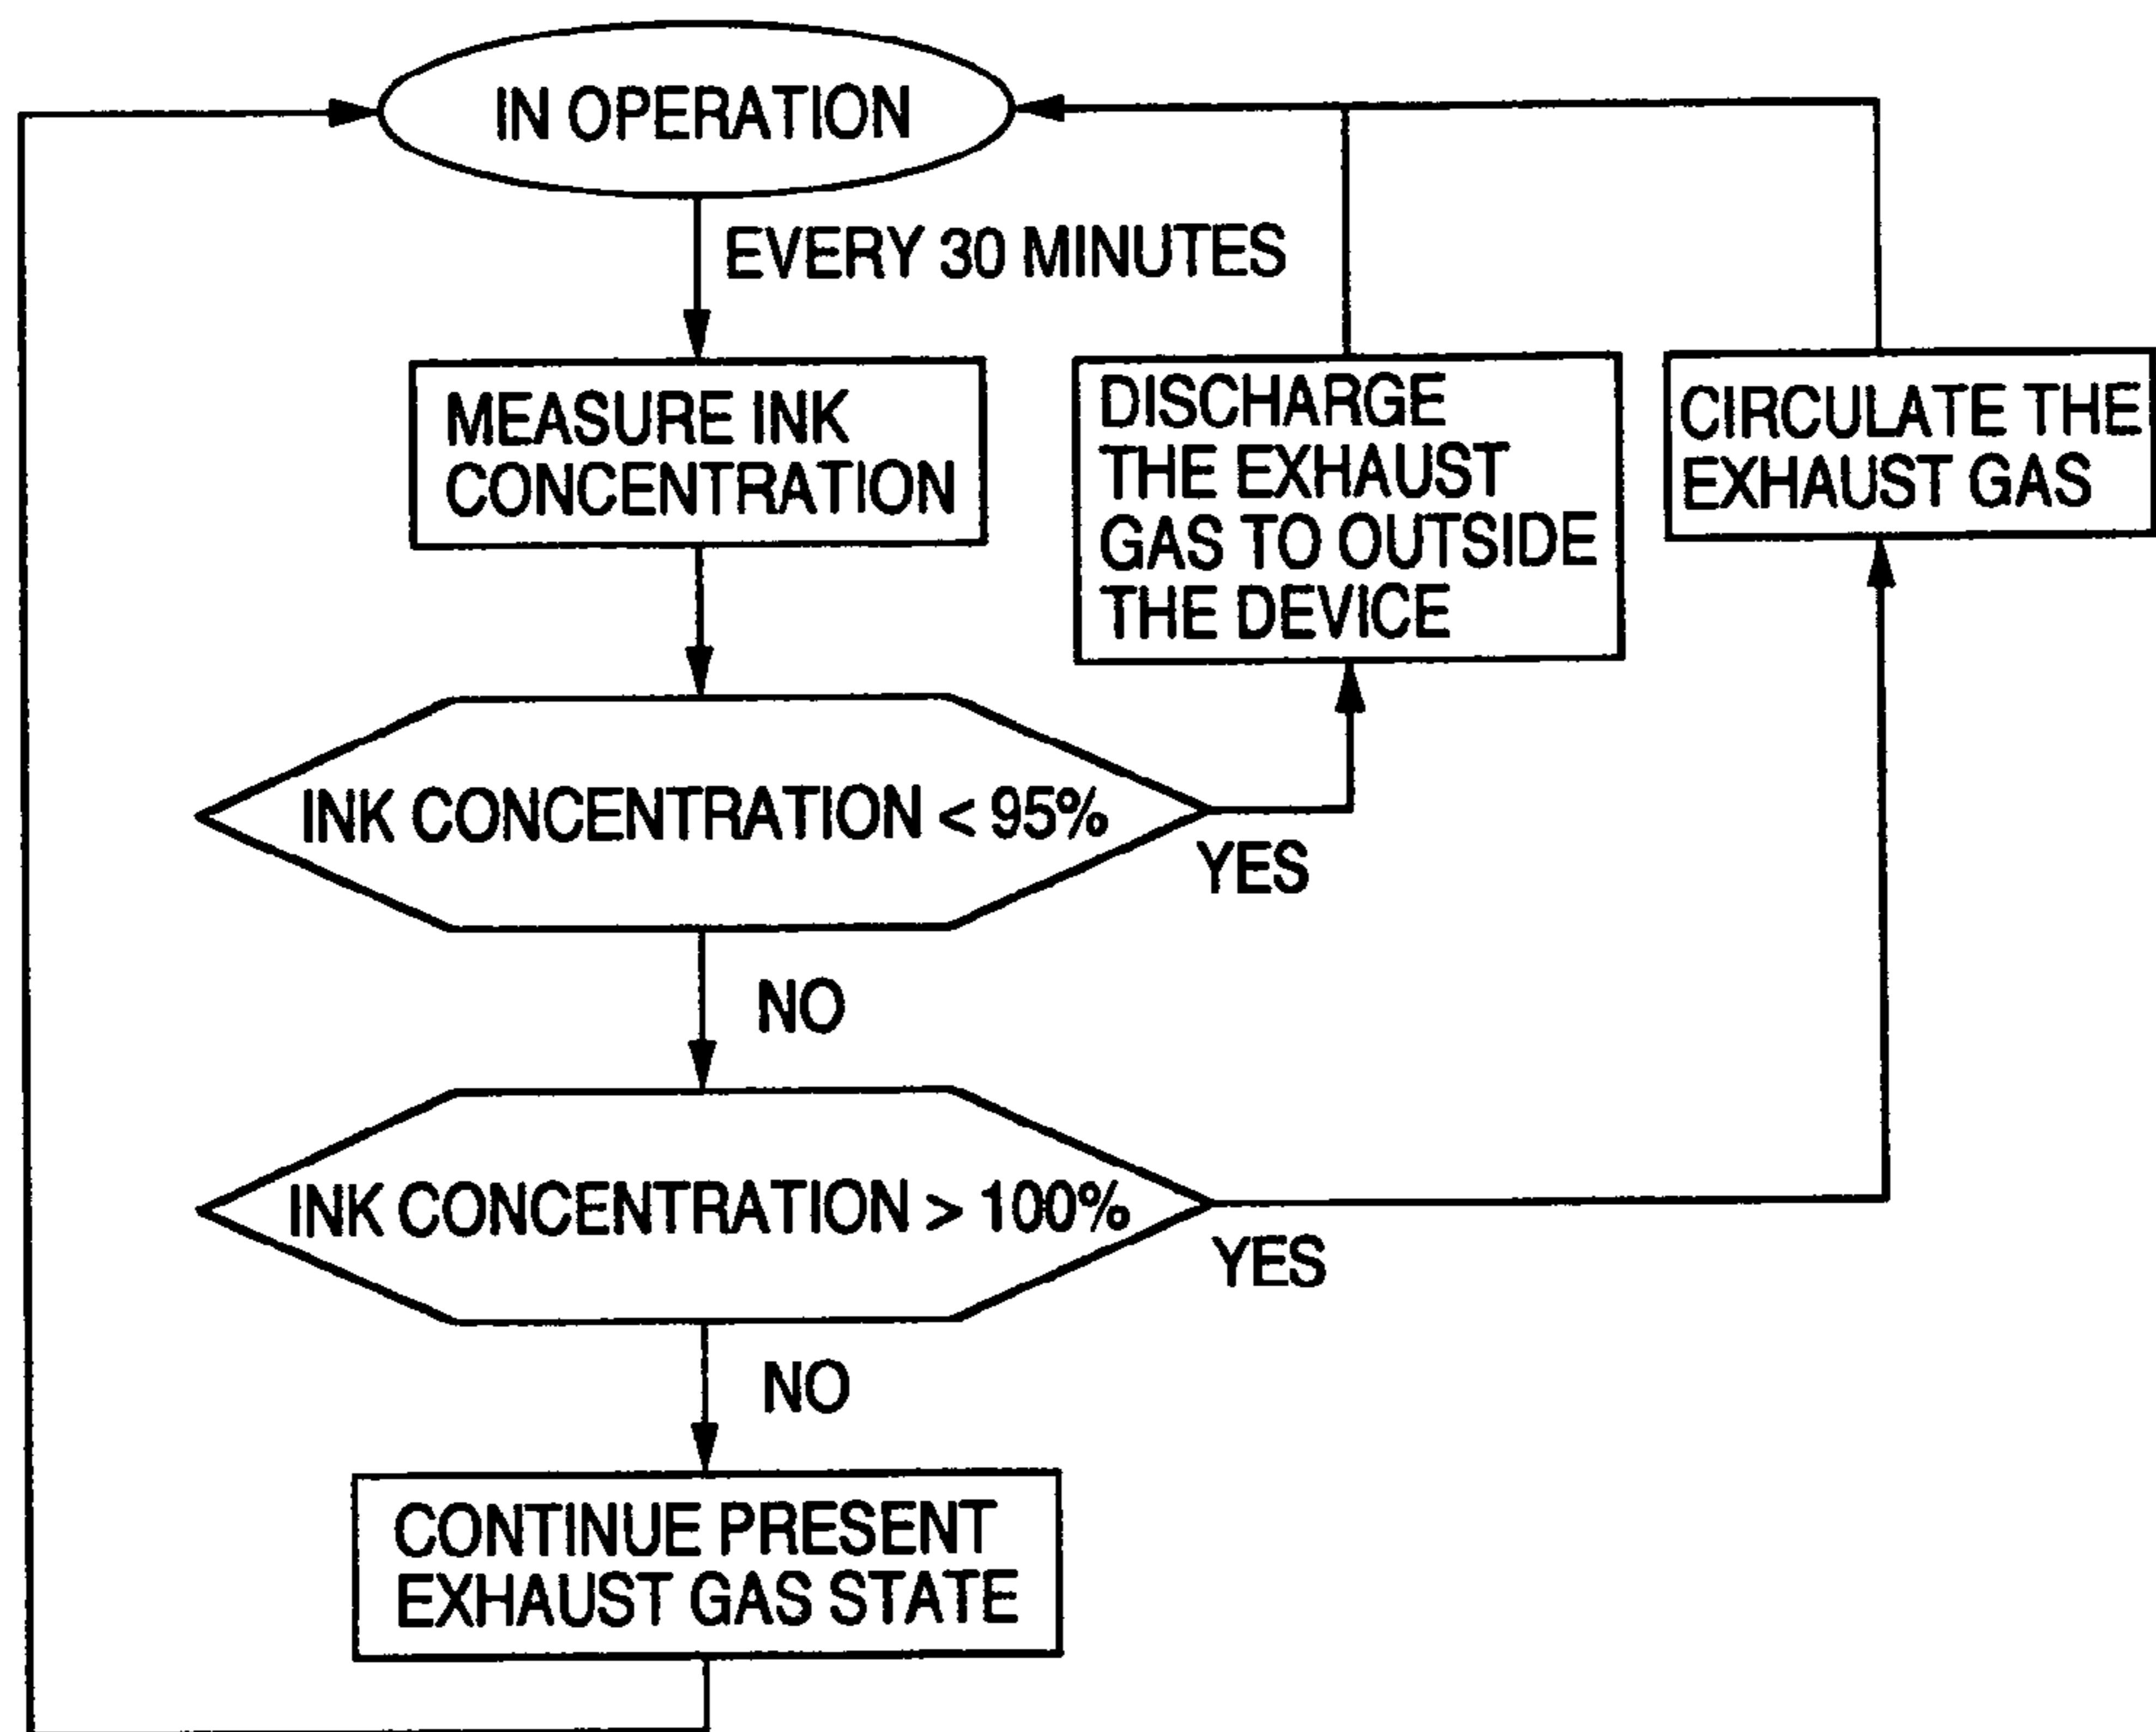 IN OPERATION
EVERY 30 MINUTES
MEASURE INK
CONCENTRATION
DISCHARGE
THE EXHAUST
GAS TO OUTSIDE
THE DEVICE
CIRCULATE THE
EXHAUST GAS
INK CONCENTRATION < 95%
YES
NO
INK CONCENTRATION > 100%
YES
NO
CONTINUE PRESENT
EXHAUST GAS STATE